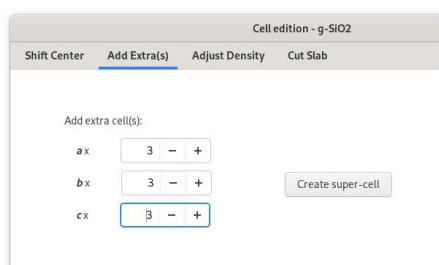 Cell edition - g-SiO2
Shift Center Add Extra(s) Adjust Density Cut Slab
Add extra cell(s):
a x 3 − +
b x 3 − + Create super-cell
c x 3 − +